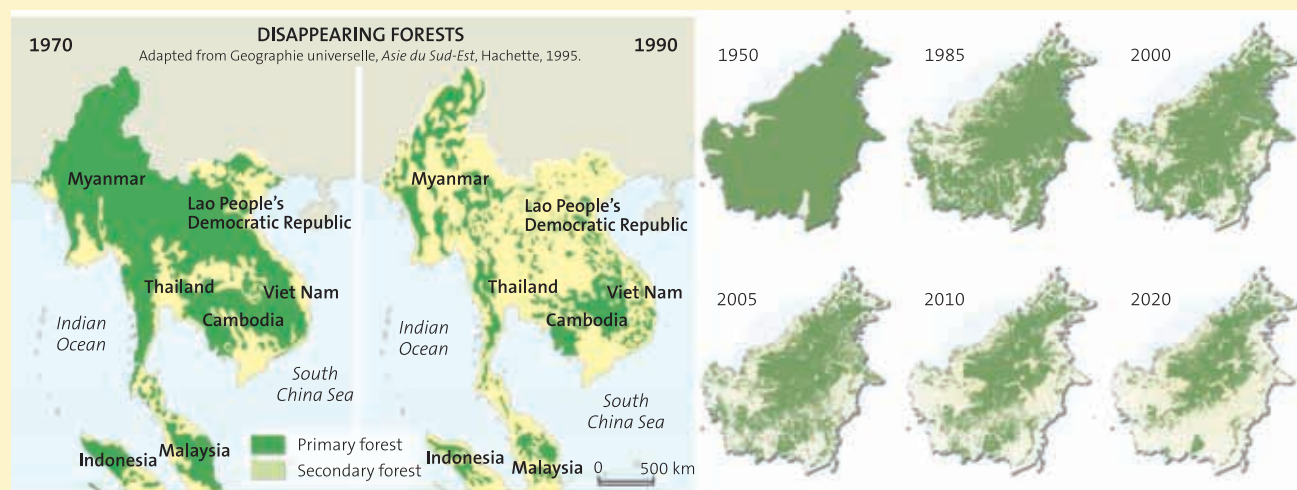 DISAPPEARING FORESTS
Adapted from Geographie universelle, Asie du Sud-Est, Hachette, 1995.
1970
Myanmar
Lao People's
Democratic Republic
Thailand
Viet Nam
Cambodia
Indian
Ocean
South
China Sea
Indonesia
Malaysia
Primary forest
Secondary forest
1990
Myanmar
Lao People's
Democratic Republic
Thailand
Viet Nam
Cambodia
Indian
Ocean
South
China Sea
Indonesia
Malaysia
0 500 km
1950
1985
2000
2005
2010
2020